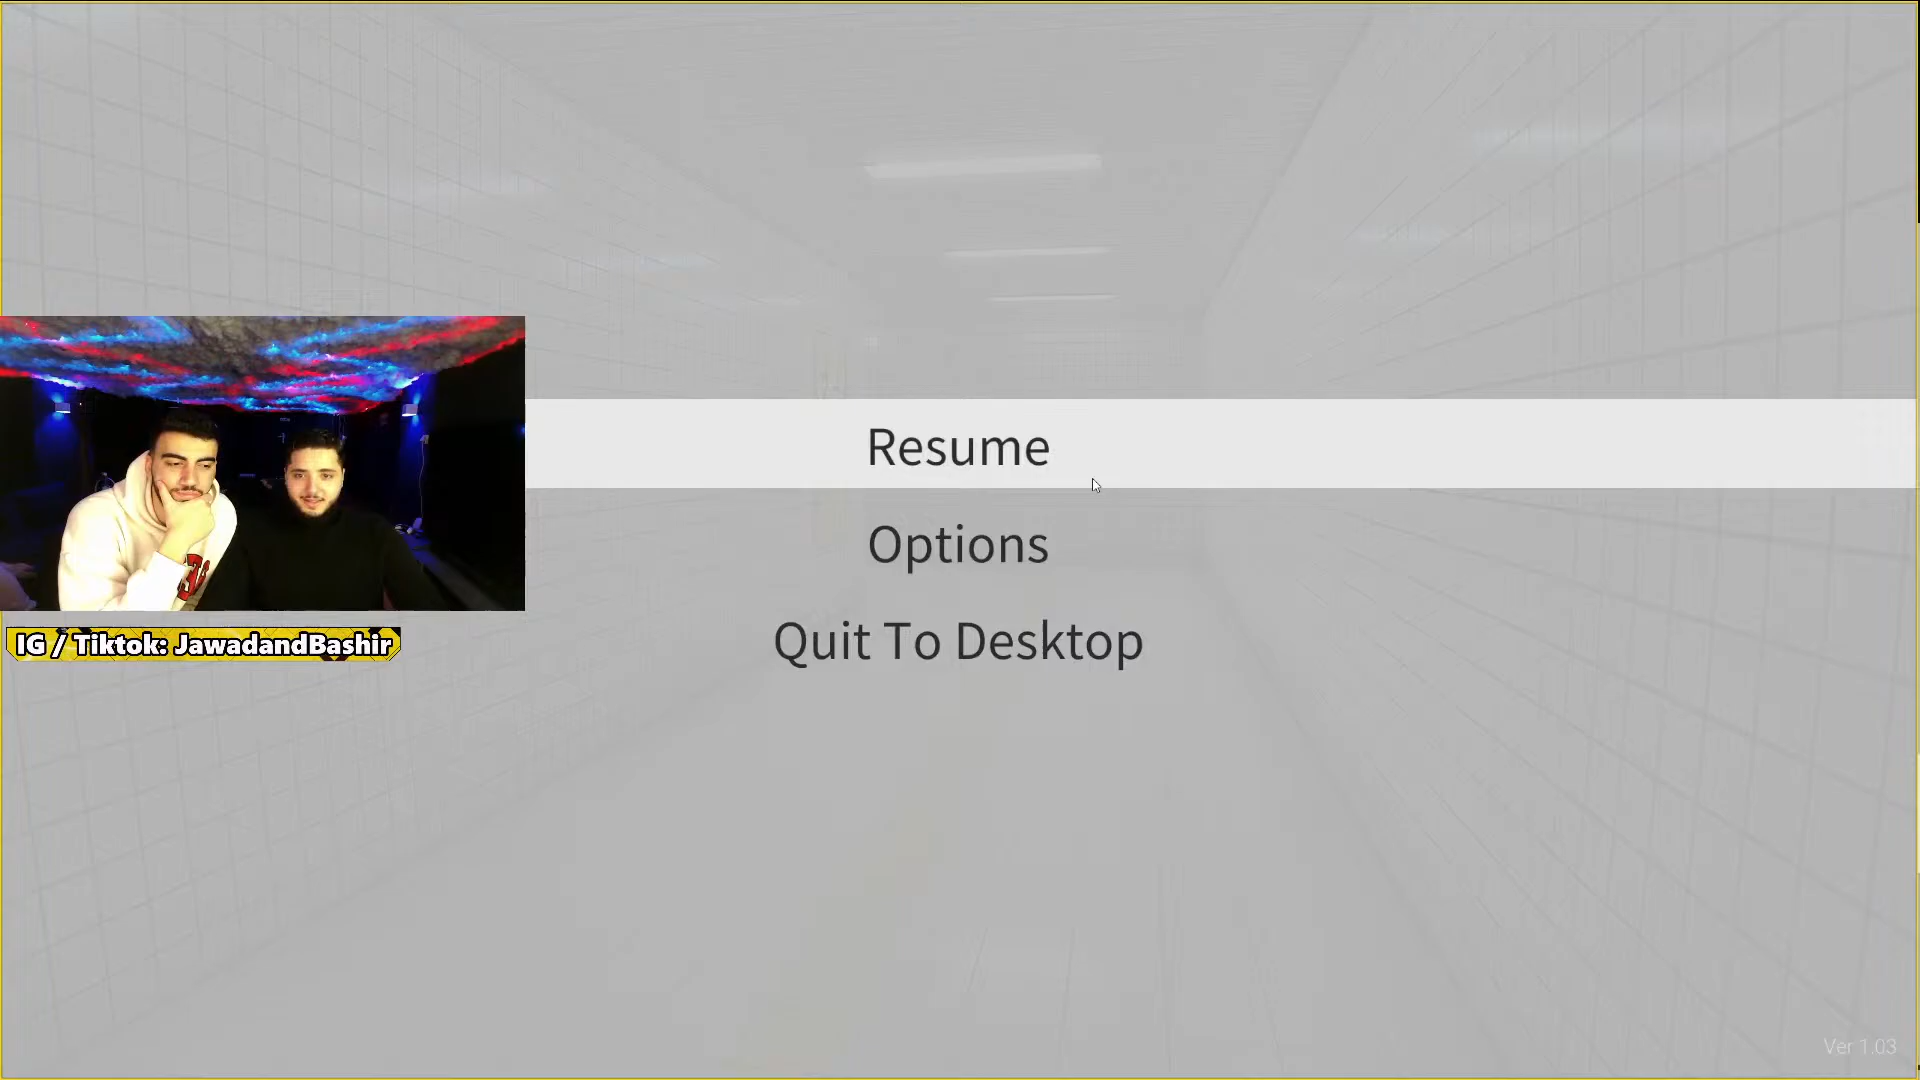 Resume
Options
Quit To Desktop
IG / Tiktok: JawadandBashir
Ver 1.03